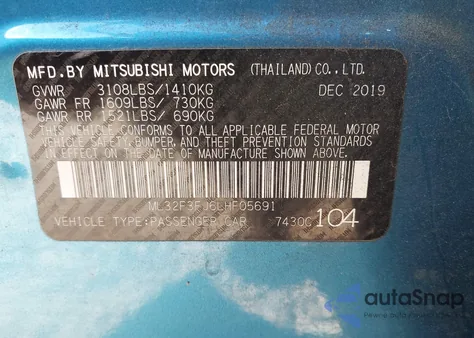 MFD.BY MITSUBISHI MOTORS (THAILAND) CO.,LTD.
GVWR 3108LBS/1410KG DEC 2019
GAWR FR 1609LBS/ 730KG
GAWR RR 1521LBS/ 690KG
THIS VEHICLE CONFORMS TO ALL APPLICABLE FEDERAL MOTOR
VEHICLE SAFETY, BUMPER, AND THEFT PREVENTION STANDARDS
IN EFFECT ON THE DATE OF MANUFACTURE SHOWN ABOVE.
ML32F3FJ6LHF05691
VEHICLE TYPE:PASSENGER CAR 7430C 104
autoSnap